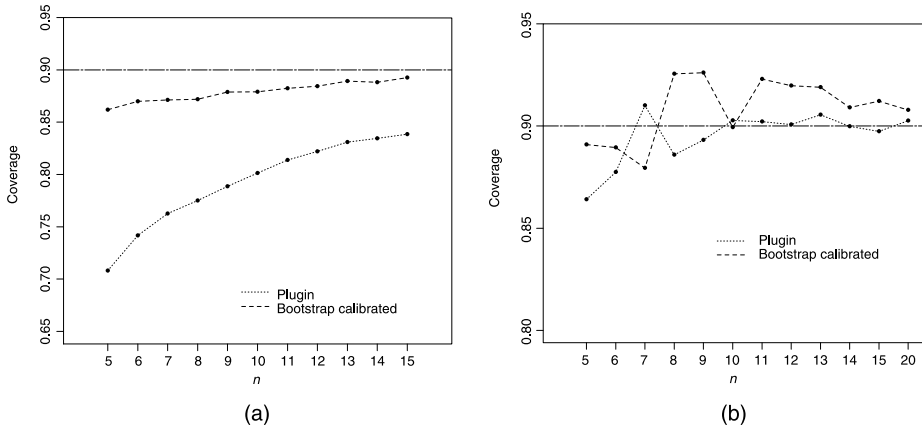 0.95
0.90
0.85
0.80
0.75
0.70
0.65
Coverage
Plugin
Bootstrap calibrated
5 6 7 8 9 10 11 12 13 14 15
n
(a)
0.95
0.90
0.85
0.80
Coverage
Plugin
Bootstrap calibrated
5 6 7 8 9 10 11 12 13 14 15 20
n
(b)